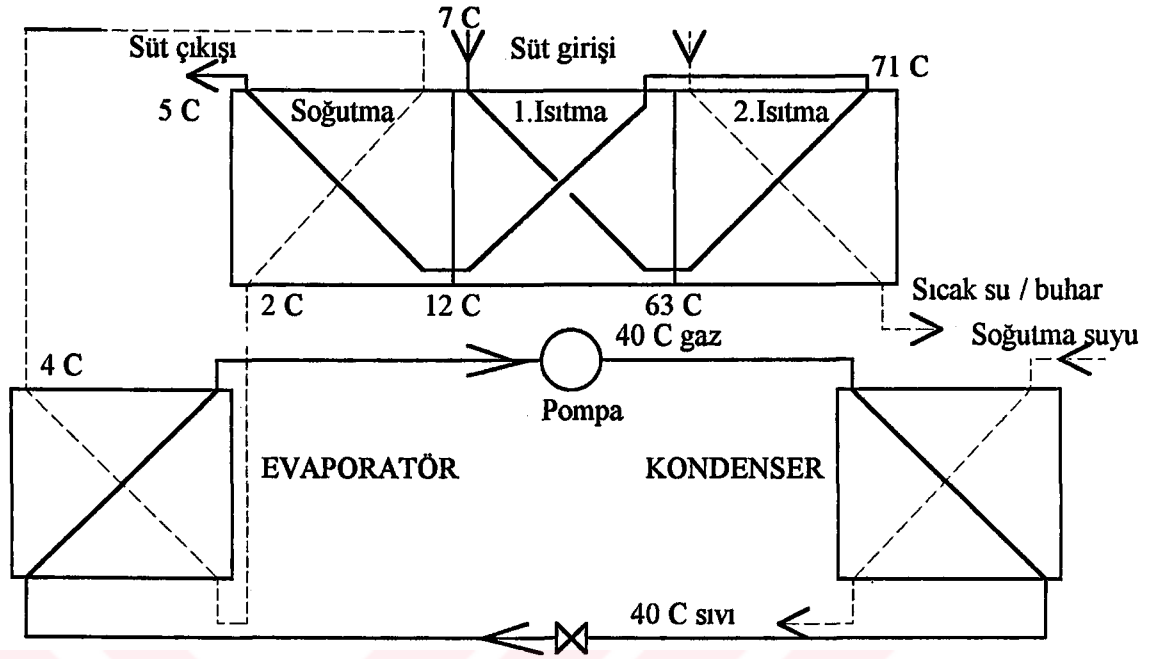 7 C
Süt çıkışı
Süt girişi
71 C
5 C
Soğutma
1.Isıtma
2.Isıtma
2 C
12 C
63 C
Sıcak su / buhar
40 C gaz
Soğutma suyu
4 C
Pompa
EVAPORATÖR
KONDENSER
40 C sıvı